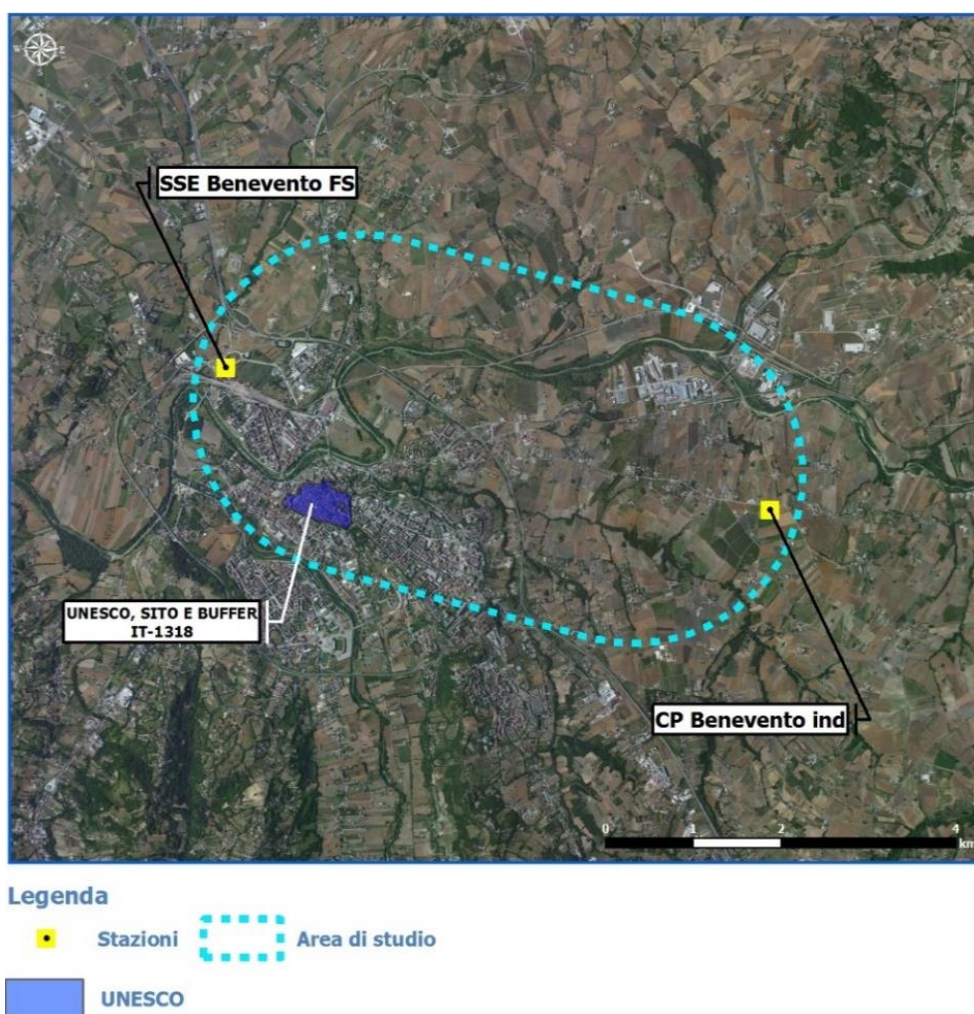 SSE Benevento FS
UNESCO, SITO E BUFFER
IT-1318
CP Benevento ind
0 1 2 4
km
Legenda
Stazioni
Area di studio
UNESCO